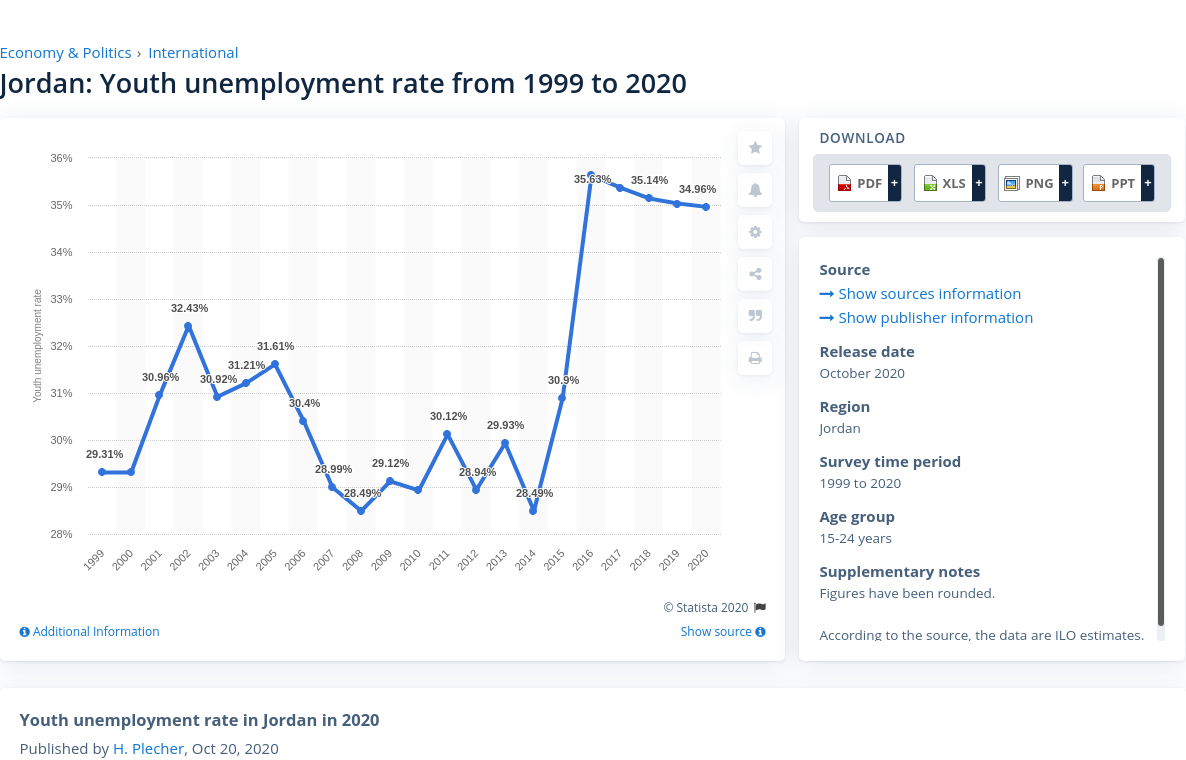 Economy & Politics › International
Jordan: Youth unemployment rate from 1999 to 2020
36%
35%
34%
33%
32%
31%
30%
29%
28%
Youth unemployment rate
29.31%
30.96%
32.43%
30.92%
31.21%
31.61%
30.4%
28.99%
28.49%
29.12%
30.12%
28.94%
29.93%
28.49%
30.9%
35.63%
35.14%
34.96%
1999
2000
2001
2002
2003
2004
2005
2006
2007
2008
2009
2010
2011
2012
2013
2014
2015
2016
2017
2018
2019
2020
© Statista 2020
Additional Information
Show source
DOWNLOAD
PDF + XLS + PNG + PPT +
Source
Show sources information
Show publisher information
Release date
October 2020
Region
Jordan
Survey time period
1999 to 2020
Age group
15-24 years
Supplementary notes
Figures have been rounded.
According to the source, the data are ILO estimates.
Youth unemployment rate in Jordan in 2020
Published by H. Plecher, Oct 20, 2020